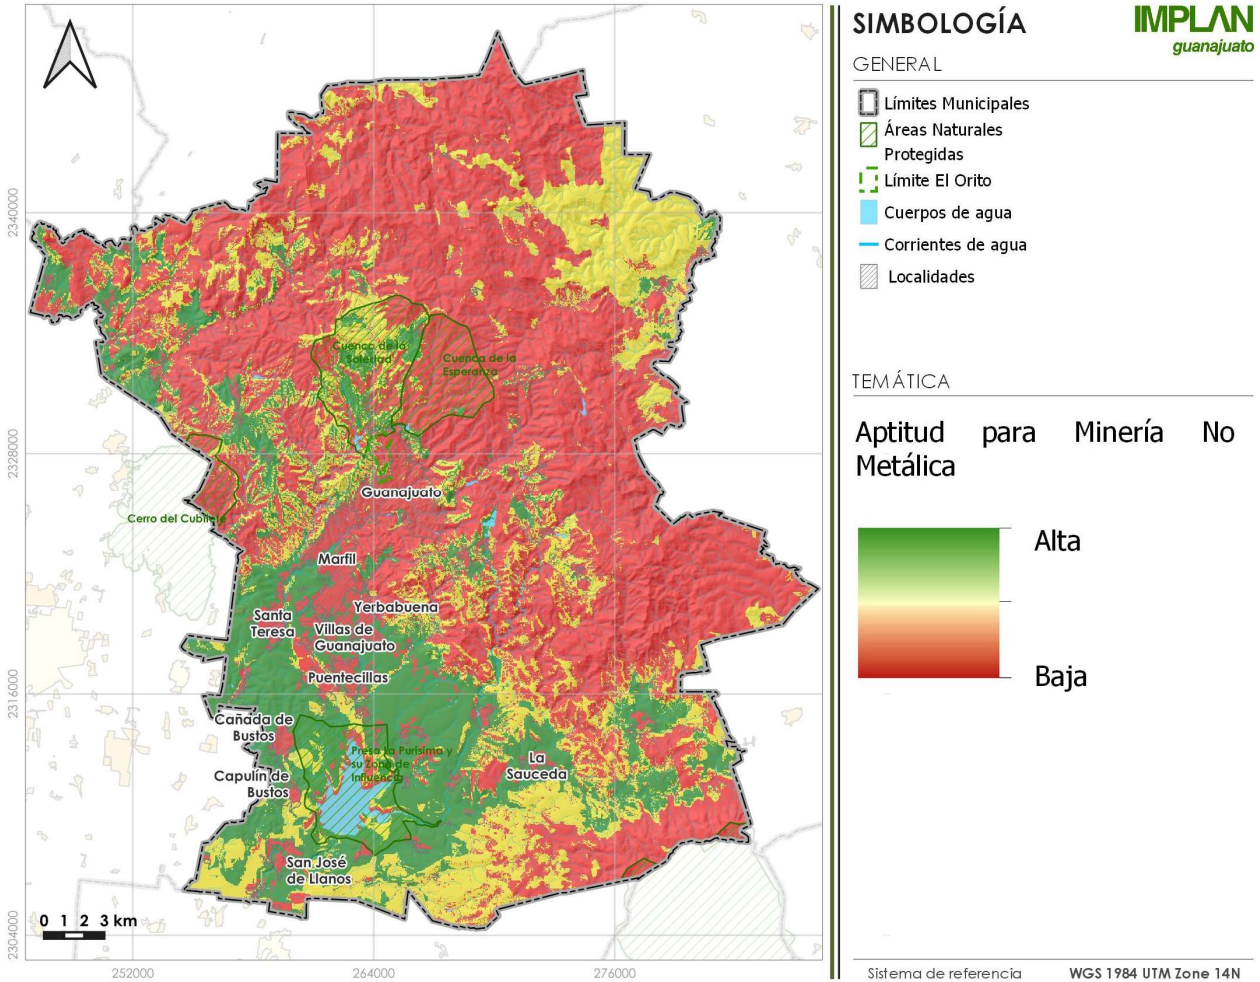 SIMBOLOGÍA
IMPLAN
guanajuato
GENERAL
Límites Municipales
Áreas Naturales
Protegidas
Límite El Orito
Cuerpos de agua
Corrientes de agua
Localidades
TEMÁTICA
Aptitud para Minería No
Metálica
Alta
Baja
Sistema de referencia WGS 1984 UTM Zone 14N
2340000
2328000
2316000
2304000
252000
264000
276000
0 1 2 3 km
Cuenca de la
Soledad
Cuenca de la
Esperanza
Cerro del Cubilete
Guanajuato
Marfil
Yerbabuena
Santa
Teresa
Villas de
Guanajuato
Puentecillas
Cañada de
Bustos
Presa La Purísima y
su Zona de
Influencia
Capulín de
Bustos
La
Sauceda
San José
de Llanos